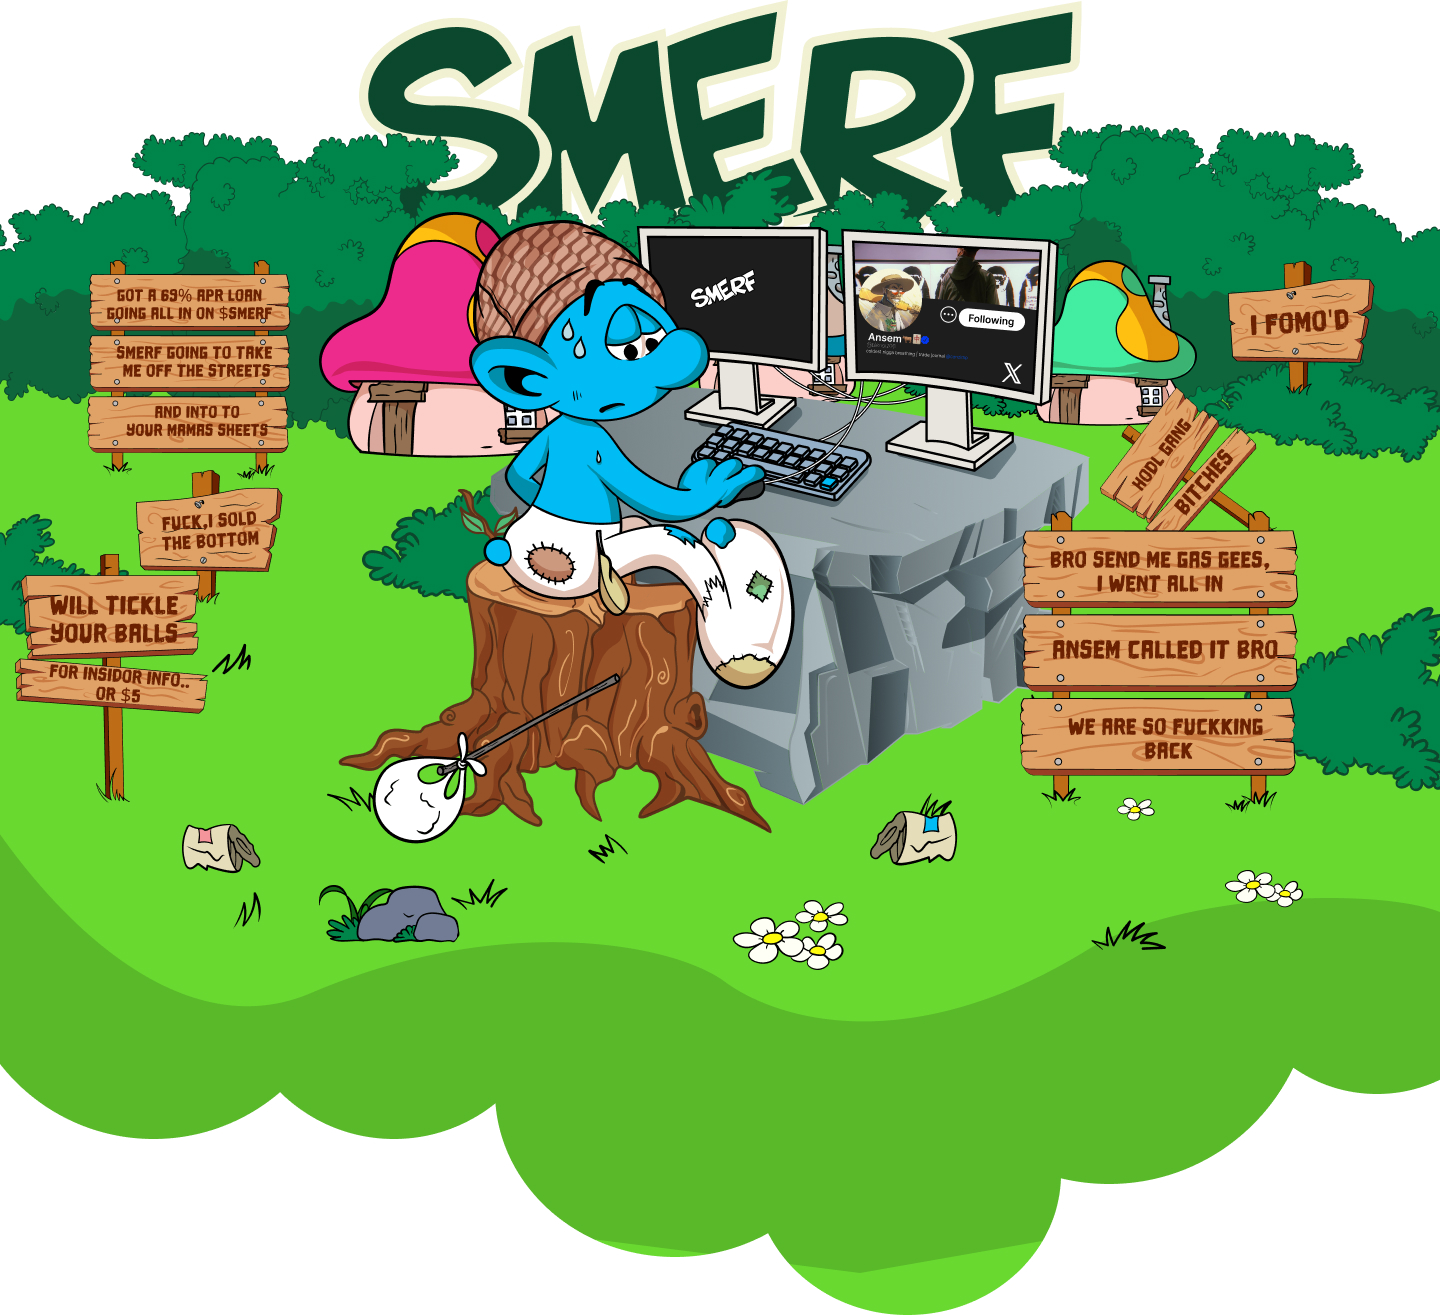 SMERF
GOT A 69% APR LOAN
GOING ALL IN ON $SMERF
SMERF GOING TO TAKE
ME OFF THE STREETS
AND INTO TO
YOUR MAMAS SHEETS
FUCK,I SOLD
THE BOTTOM
WILL TICKLE
YOUR BALLS
FOR INSIDOR INFO..
OR $5
SMERF
Following
Ansem
X
I FOMO'D
HODL GANG
BITCHES
BRO SEND ME GAS GEES,
I WENT ALL IN
ANSEM CALLED IT BRO
WE ARE SO FUCKKING
BACK